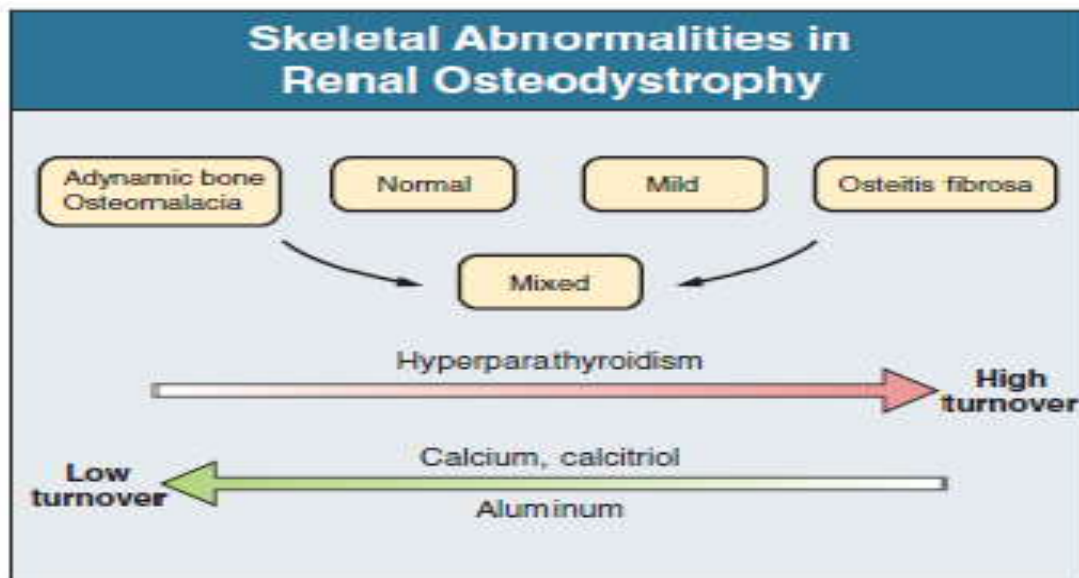 Skeletal Abnormalities in
Renal Osteodystrophy
Adynamic bone
Osteomalacia
Normal
Mild
Osteitis fibrosa
Mixed
Hyperparathyroidism
High
turnover
Calcium, calcitriol
Low
turnover
Aluminum